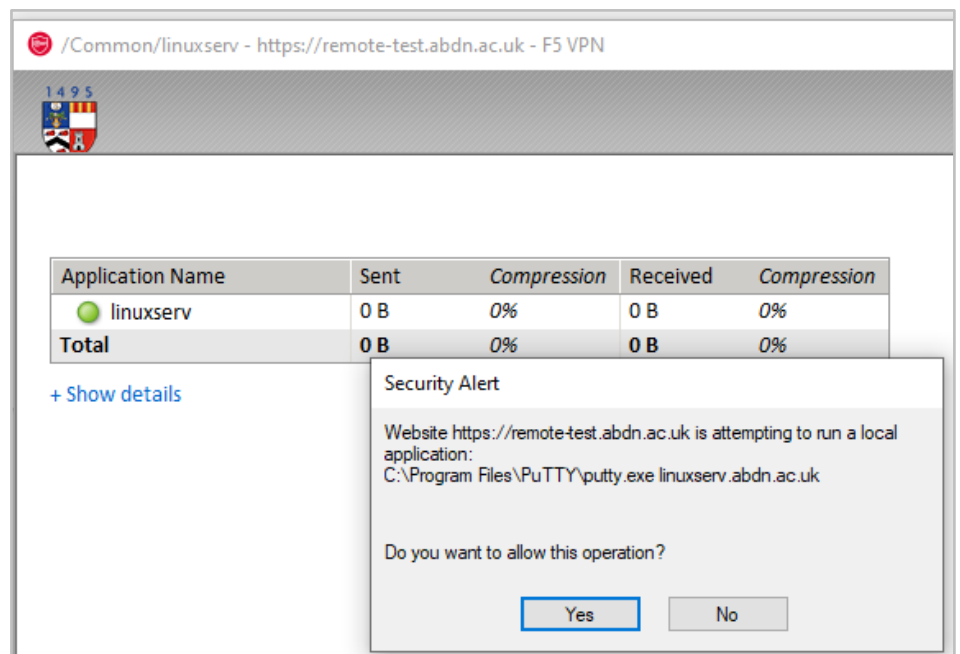 /Common/linuxserv - https://remote-test.abdn.ac.uk - F5 VPN
1495
Application Name Sent Compression Received Compression
linuxserv 0 B 0% 0 B 0%
Total 0 B 0% 0 B 0%
+ Show details
Security Alert
Website https://remote-test.abdn.ac.uk is attempting to run a local
application:
C:\Program Files\PuTTY\putty.exe linuxserv.abdn.ac.uk
Do you want to allow this operation?
Yes No